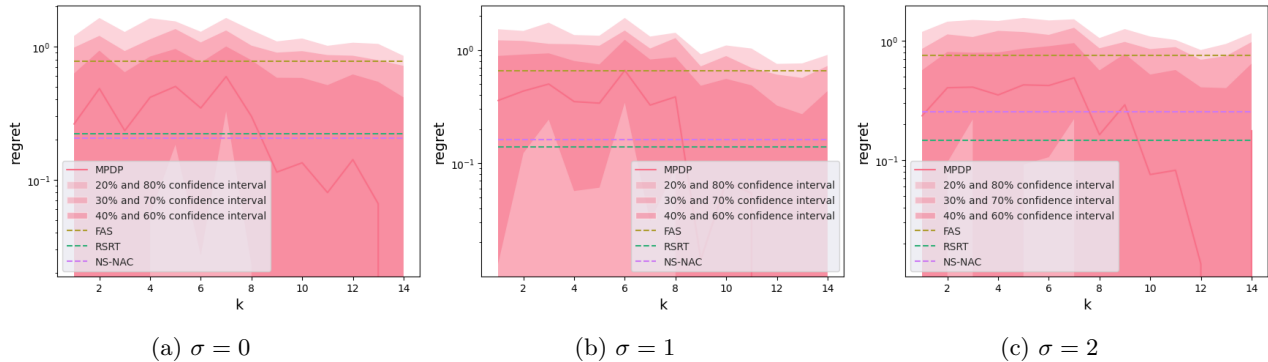 10⁰
10⁻¹
regret
MPDP
20% and 80% confidence interval
30% and 70% confidence interval
40% and 60% confidence interval
FAS
RSRT
NS-NAC
2 4 6 8 10 12 14
k
(a) σ = 0
10⁰
10⁻¹
regret
MPDP
20% and 80% confidence interval
30% and 70% confidence interval
40% and 60% confidence interval
FAS
RSRT
NS-NAC
2 4 6 8 10 12 14
k
(b) σ = 1
10⁰
10⁻¹
regret
MPDP
20% and 80% confidence interval
30% and 70% confidence interval
40% and 60% confidence interval
FAS
RSRT
NS-NAC
2 4 6 8 10 12 14
k
(c) σ = 2